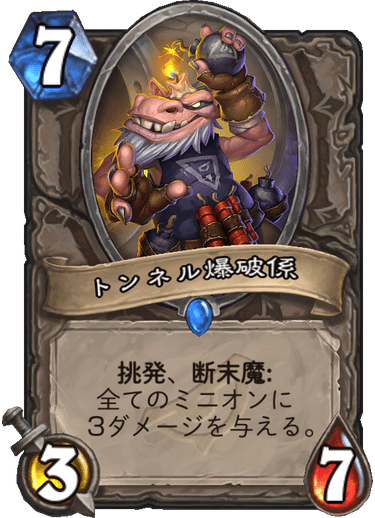 7
トンネル爆破係
挑発、断末魔:
全てのミニオンに
3ダメージを与える。
3
7